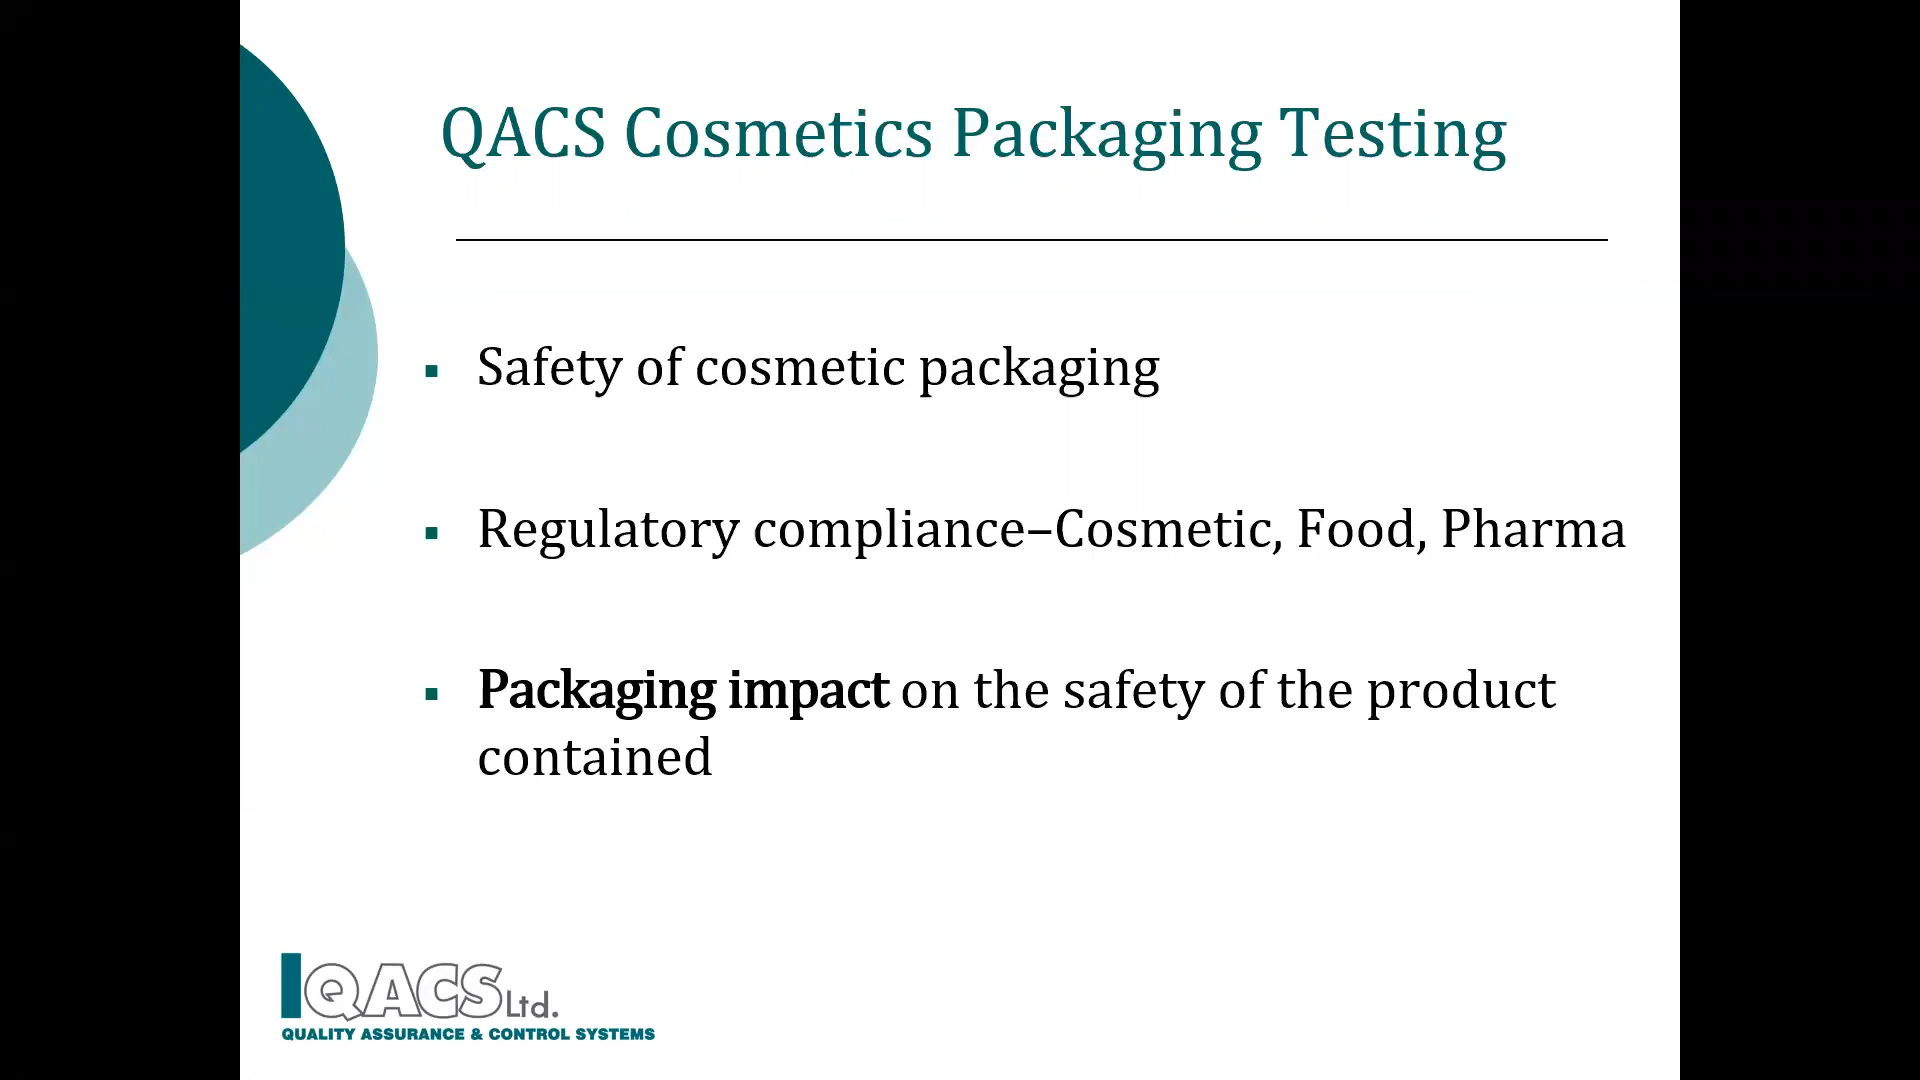 QACS Cosmetics Packaging Testing
▪ Safety of cosmetic packaging
▪ Regulatory compliance–Cosmetic, Food, Pharma
▪ Packaging impact on the safety of the product
contained
QACS Ltd.
QUALITY ASSURANCE & CONTROL SYSTEMS